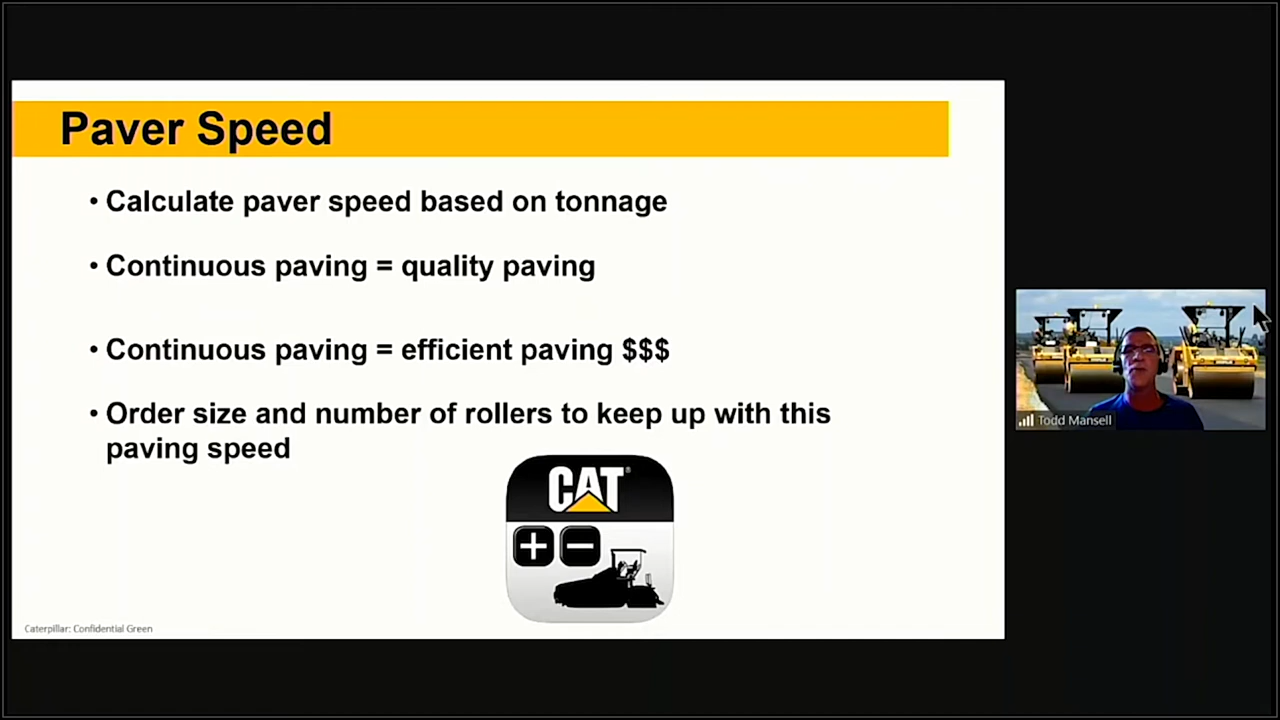 Paver Speed
• Calculate paver speed based on tonnage
• Continuous paving = quality paving
• Continuous paving = efficient paving $$$
• Order size and number of rollers to keep up with this
paving speed
CAT®
+ −
Caterpillar: Confidential Green
Todd Mansell